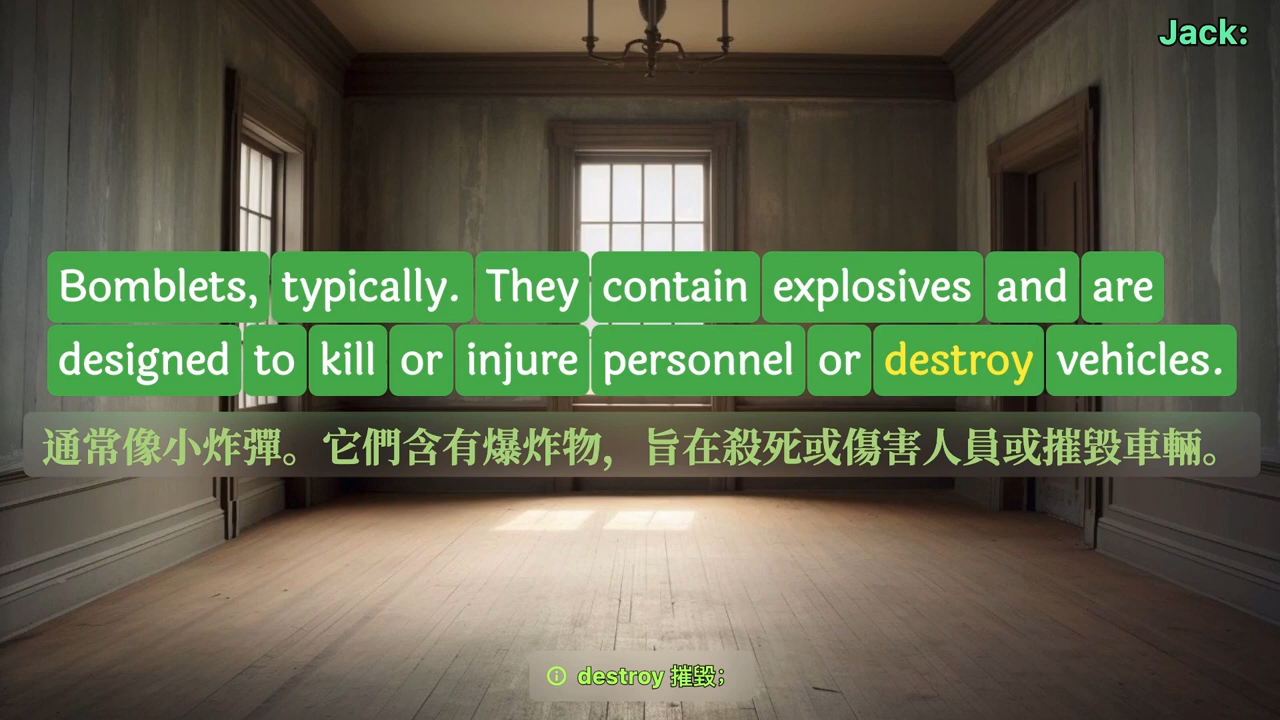 Jack:
Bomblets, typically. They contain explosives and are
designed to kill or injure personnel or destroy vehicles.
通常像小炸彈。它們含有爆炸物，旨在殺死或傷害人員或摧毀車輛。
destroy 摧毀;